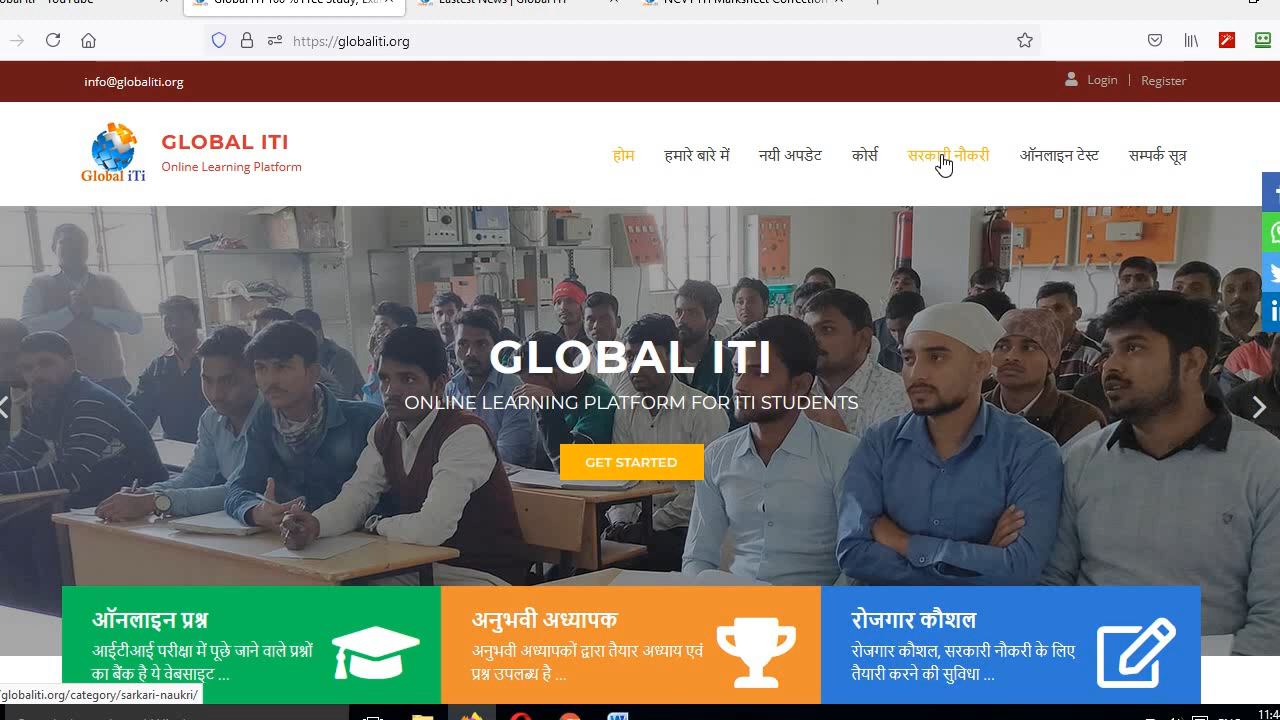 https://globaliti.org
info@globaliti.org
Login | Register
GLOBAL ITI
Online Learning Platform
Global iTi
होम हमारे बारे में नयी अपडेट कोर्स सरकारी नौकरी ऑनलाइन टेस्ट सम्पर्क सूत्र
GLOBAL ITI
ONLINE LEARNING PLATFORM FOR ITI STUDENTS
GET STARTED
ऑनलाइन प्रश्न
आईटीआई परीक्षा में पूछे जाने वाले प्रश्नों
का बैंक है ये वेबसाइट ...
अनुभवी अध्यापक
अनुभवी अध्यापकों द्वारा तैयार अध्याय एवं
प्रश्न उपलब्ध है ...
रोजगार कौशल
रोजगार कौशल, सरकारी नौकरी के लिए
तैयारी करने की सुविधा ...
globaliti.org/category/sarkari-naukri/